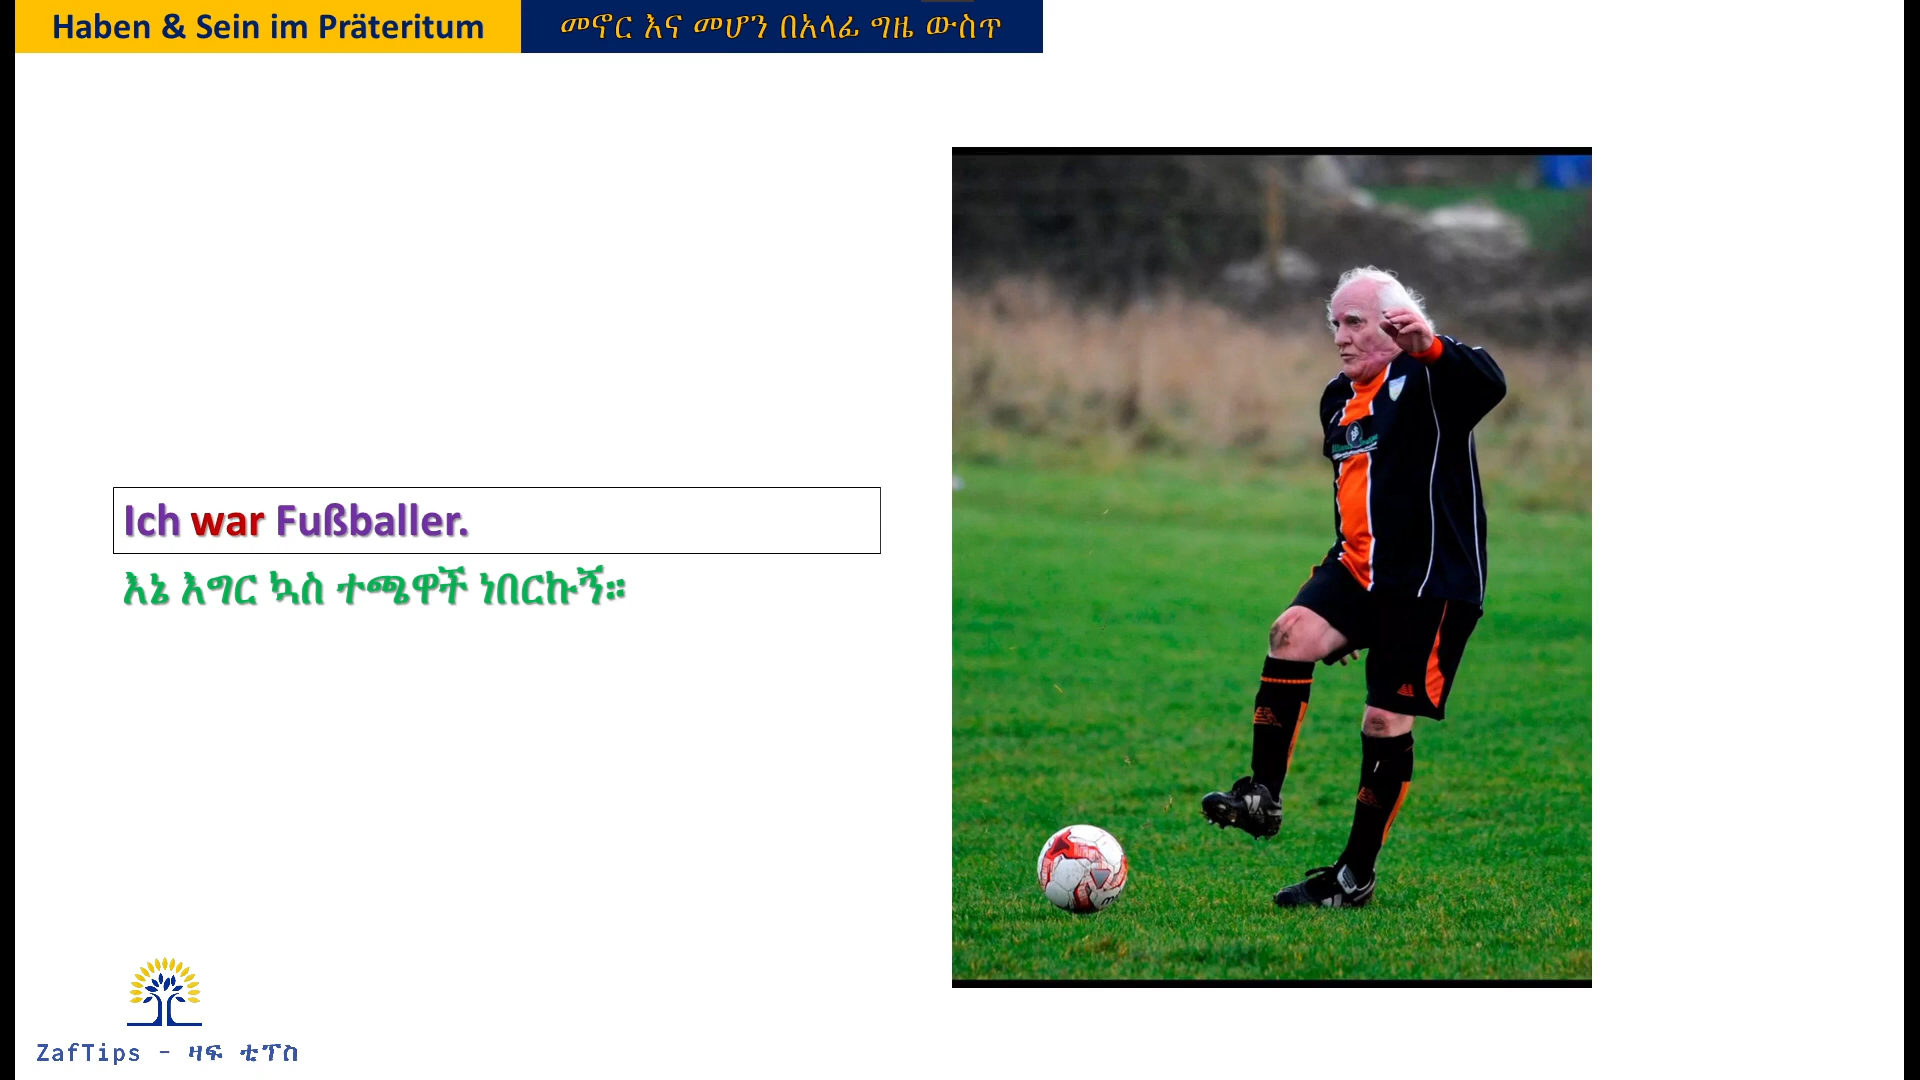 Haben & Sein im Präteritum
መኖር እና መሆን በአላፊ ግዜ ውስጥ
Ich war Fußballer.
እኔ እግር ኳስ ተጫዋች ነበርኩኝ።
ZafTips - ዛፍ ቲፕስ